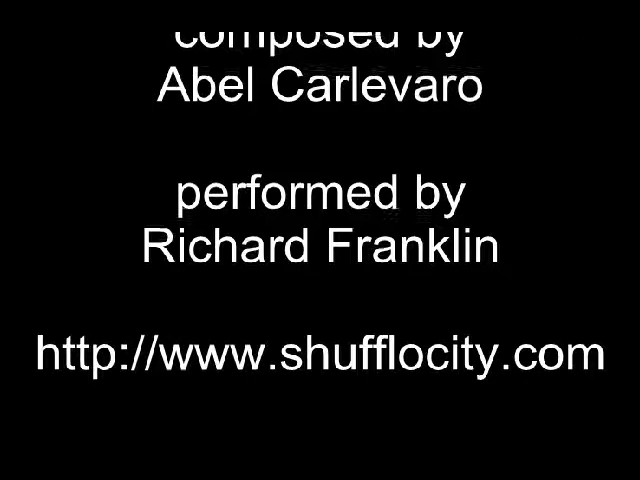 composed by
Abel Carlevaro
performed by
Richard Franklin
http://www.shufflocity.com